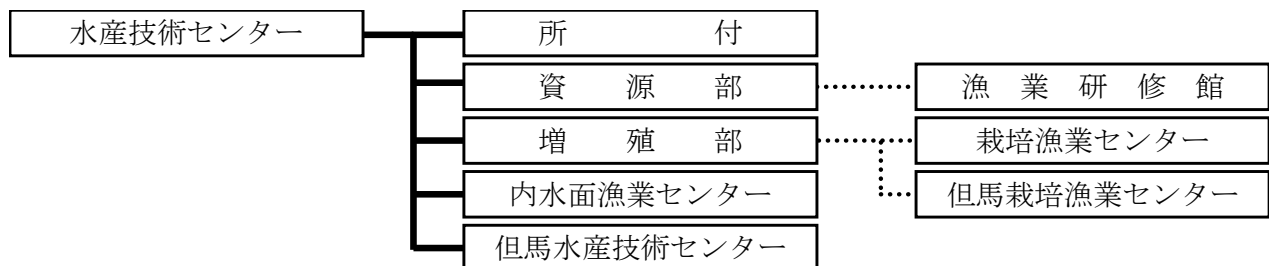 水産技術センター
所付
資源部
漁業研修館
増殖部
栽培漁業センター
内水面漁業センター
但馬栽培漁業センター
但馬水産技術センター